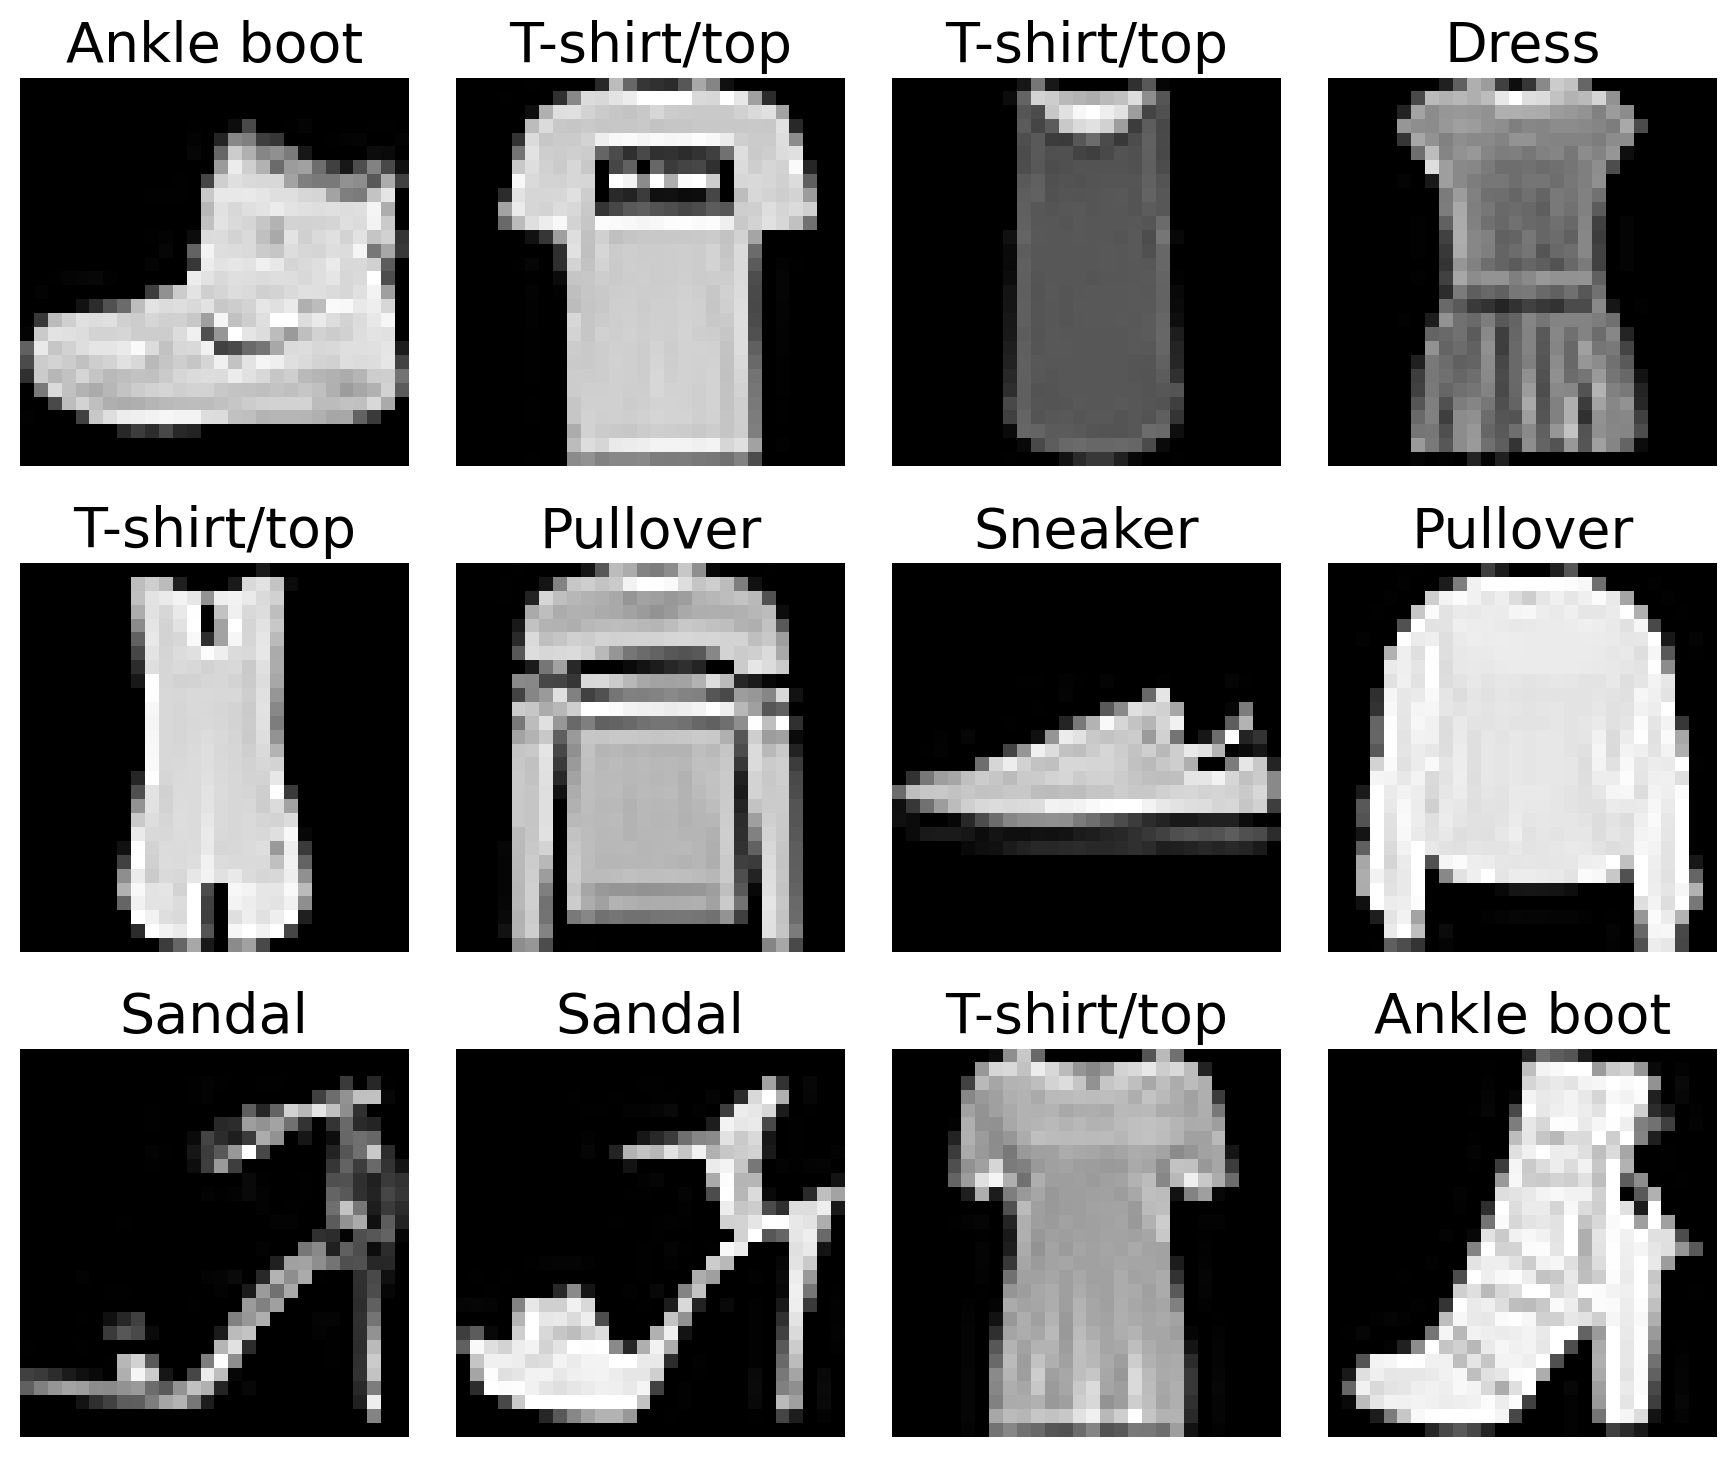 Ankle boot
T-shirt/top
T-shirt/top
Dress
T-shirt/top
Pullover
Sneaker
Pullover
Sandal
Sandal
T-shirt/top
Ankle boot